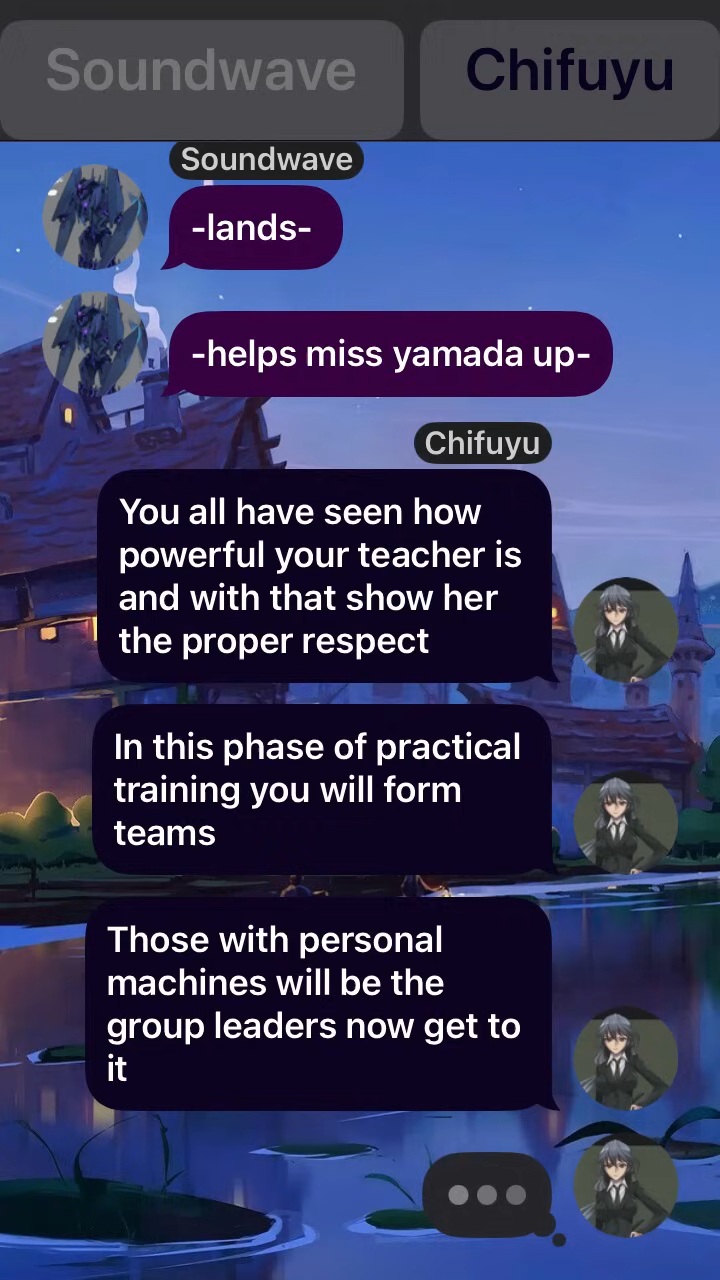 Soundwave
Chifuyu
Soundwave
-lands-
-helps miss yamada up-
Chifuyu
You all have seen how
powerful your teacher is
and with that show her
the proper respect
In this phase of practical
training you will form
teams
Those with personal
machines will be the
group leaders now get to
it